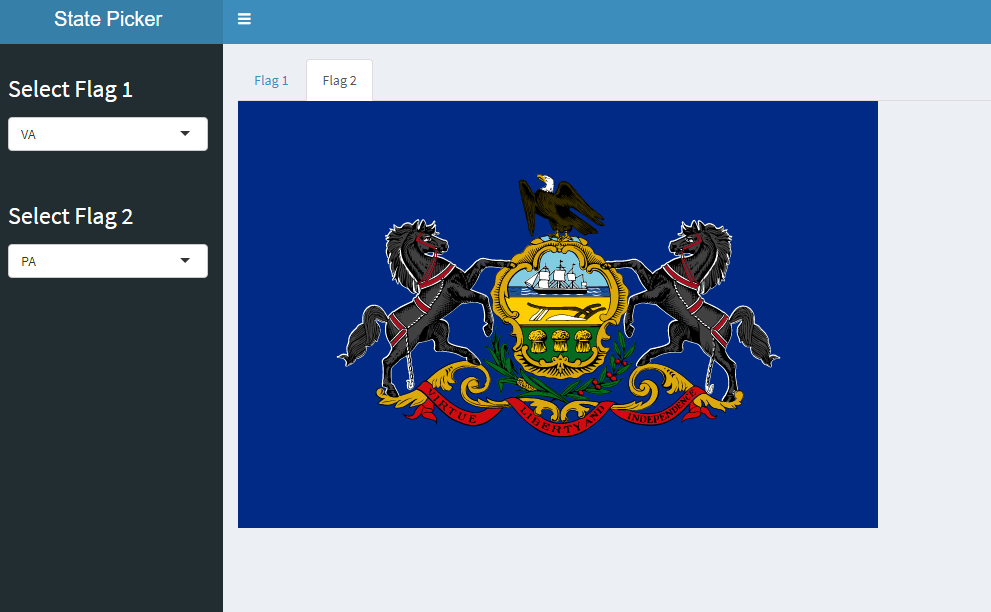 State Picker
Select Flag 1
VA
Select Flag 2
PA
Flag 1 Flag 2
VIRTUE LIBERTY AND INDEPENDENCE